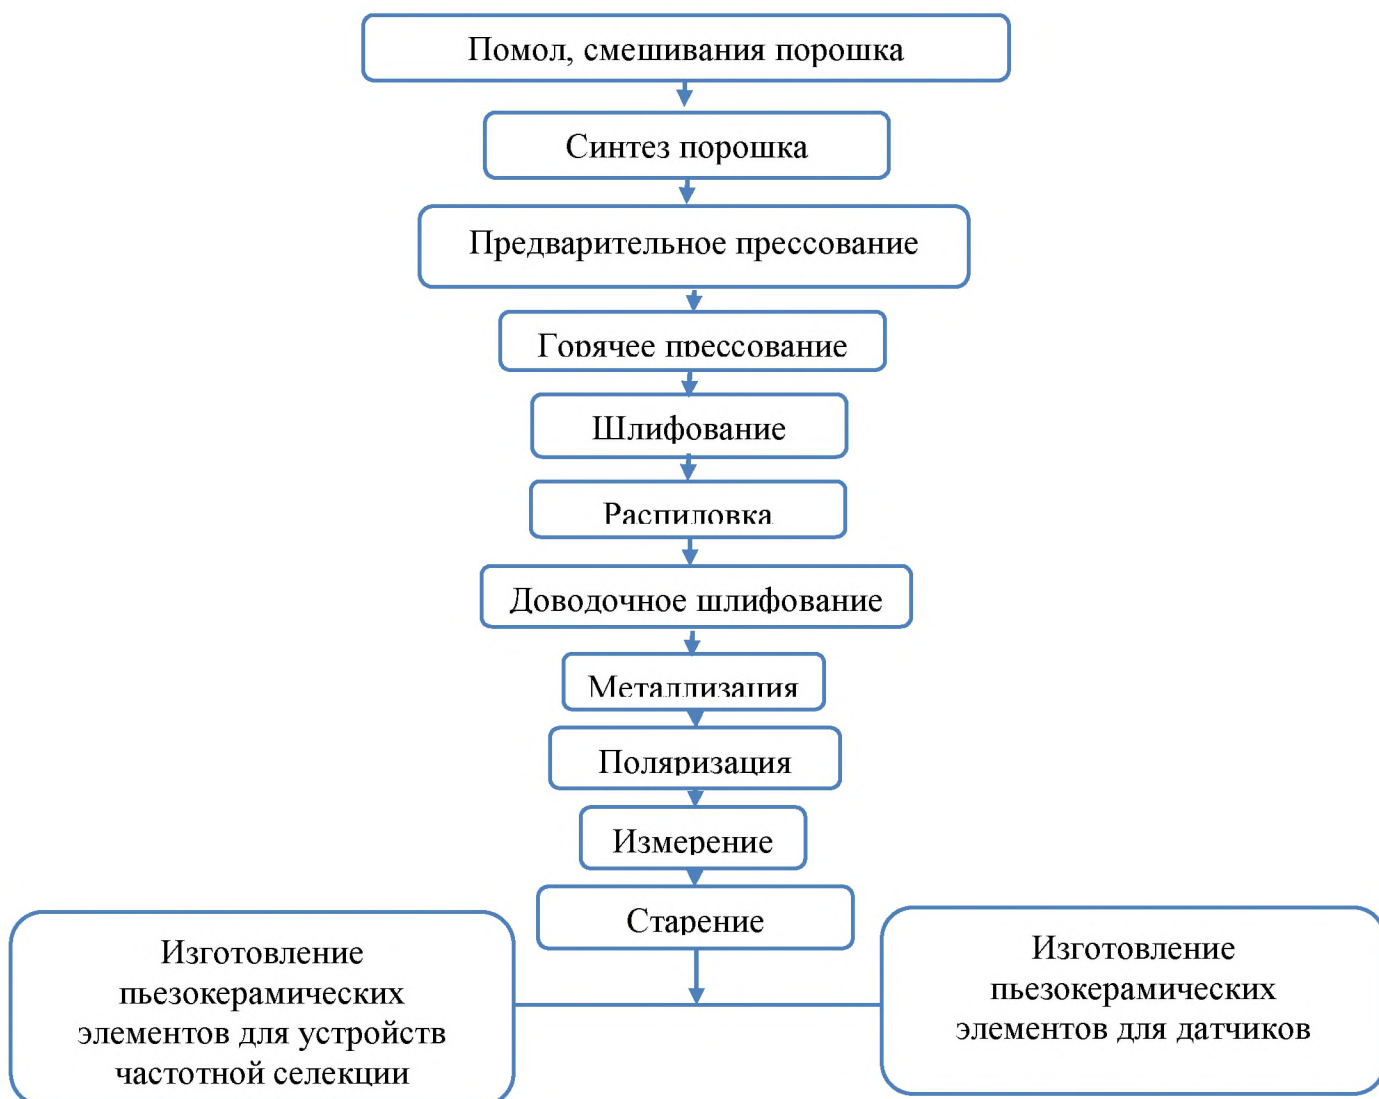 Помол, смешивания порошка
Синтез порошка
Предварительное прессование
Горячее прессование
Шлифование
Распиловка
Доводочное шлифование
Металлизация
Поляризация
Измерение
Старение
Изготовление
пьезокерамических
элементов для устройств
частотной селекции
Изготовление
пьезокерамических
элементов для датчиков